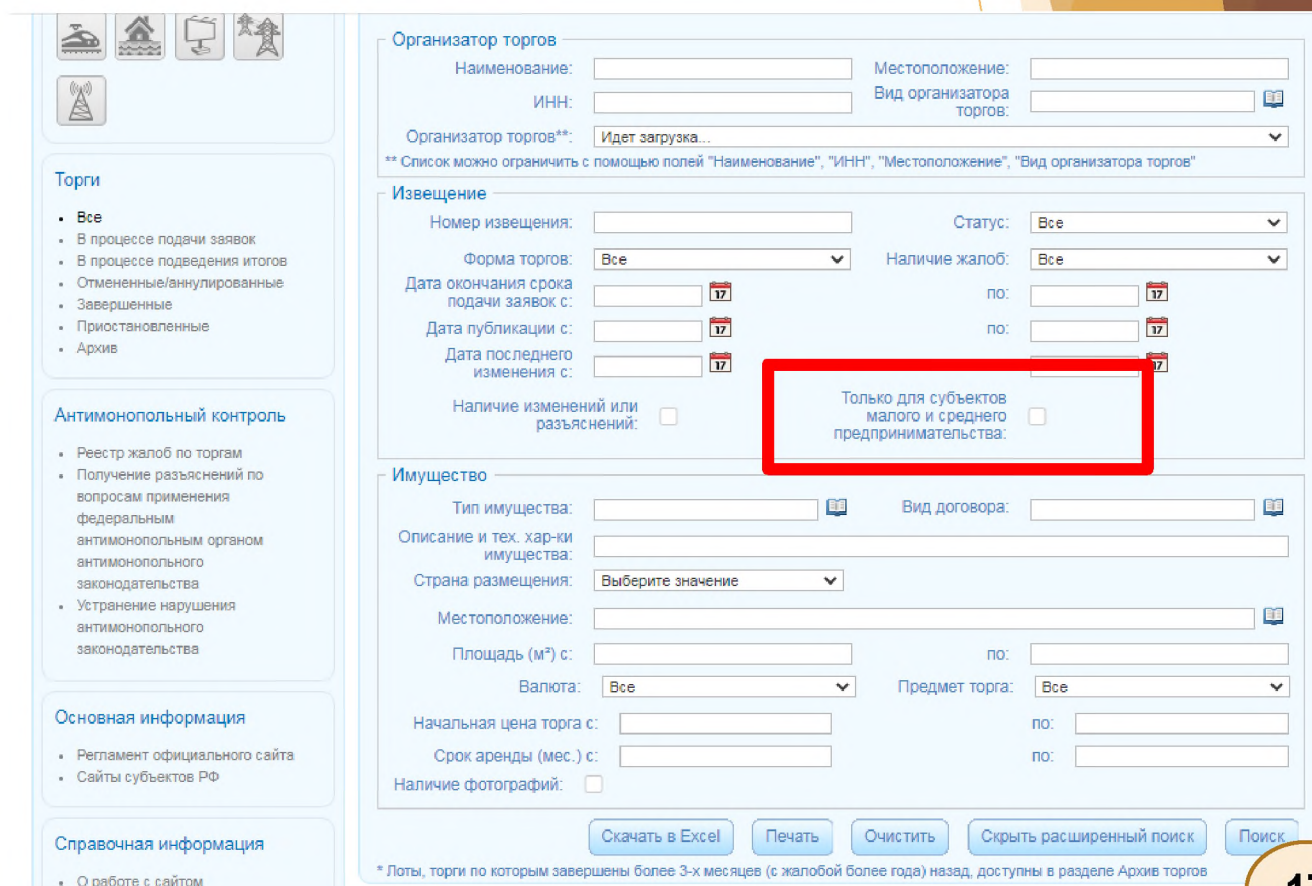 Торги
Все
В процессе подачи заявок
В процессе подведения итогов
Отмененные/аннулированные
Завершенные
Приостановленные
Архив
Антимонопольный контроль
Реестр жалоб по торгам
Получение разъяснений по
вопросам применения
федеральным
антимонопольным органом
антимонопольного
законодательства
Устранение нарушения
антимонопольного
законодательства
Основная информация
Регламент официального сайта
Сайты субъектов РФ
Справочная информация
О работе с сайтом
Организатор торгов
Наименование: Местоположение:
ИНН: Вид организатора
торгов:
Организатор торгов**: Идет загрузка...
** Список можно ограничить с помощью полей "Наименование", "ИНН", "Местоположение", "Вид организатора торгов"
Извещение
Номер извещения: Статус: Все
Форма торгов: Все Наличие жалоб: Все
Дата окончания срока
подачи заявок с: 17 по: 17
Дата публикации с: 17 по: 17
Дата последнего
изменения с: 17 17
Наличие изменений или
разъяснений:
Только для субъектов
малого и среднего
предпринимательства:
Имущество
Тип имущества: Вид договора:
Описание и тех. хар-ки
имущества:
Страна размещения: Выберите значение
Местоположение:
Площадь (м²) с: по:
Валюта: Все Предмет торга: Все
Начальная цена торга с: по:
Срок аренды (мес.) с: по:
Наличие фотографий:
Скачать в Excel Печать Очистить Скрыть расширенный поиск Поиск
* Лоты, торги по которым завершены более 3-х месяцев (с жалобой более года) назад, доступны в разделе Архив торгов